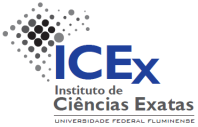 ICEx
Instituto de
Ciências Exatas
UNIVERSIDADE FEDERAL FLUMINENSE